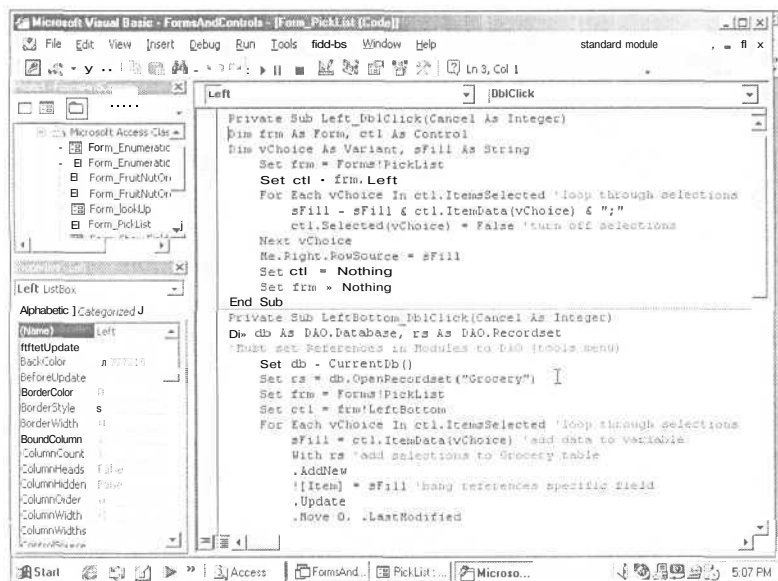 Microsoft Visual Basic - FormsAndControls - [Form_PickList (Code)]
File Edit View Insert Debug Run Tools fidd-bs Window Help standard module
Ln 3, Col 1
Left DblClick
Microsoft Access Clas
Form_Enumeratic
Form_Enumeratic
Form_FruitNutOr
Form_FruitNutOr
Form_lookUp
Form_PickList
Left ListBox
Alphabetic Categorized
(Name) Left
ftftetUpdate
BackColor
BeforeUpdate
BorderColor
BorderStyle s
BorderWidth
BoundColumn
ColumnCount
ColumnHeads False
ColumnHidden False
ColumnOrder
ColumnWidth
ColumnWidths
Private Sub Left_DblClick(Cancel As Integer)
Dim frm As Form, ctl As Control
Dim vChoice As Variant, sFill As String
Set frm = Forms!PickList
Set ctl • frm.Left
For Each vChoice In ctl.ItemsSelected 'loop through selections
sFill - sFill & ctl.ItemData(vChoice) & ";"
ctl.Selected(vChoice) = False 'turn off selections
Next vChoice
Me.Right.RowSource = sFill
Set ctl = Nothing
Set frm » Nothing
End Sub
Private Sub LeftBottom_DblClick(Cancel As Integer)
Di» db As DAO.Database, rs As DAO.Recordset
'Must set References in Modules to DAO (tools menu)
Set db - CurrentDb()
Set rs = db.OpenRecordset("Grocery")
Set frm = Forms!PickList
Set ctl = frm!LeftBottom
For Each vChoice In ctl.ItemsSelected 'loop through selections
sFill = ctl.ItemData(vChoice) 'add data to variable
With rs 'add selections to Grocery table
.AddNew
![Item] = sFill 'bang references specific field
.Update
.Move 0, .LastModified
Start Access FormsAnd... PickList : ... Microso... 5:07 PM